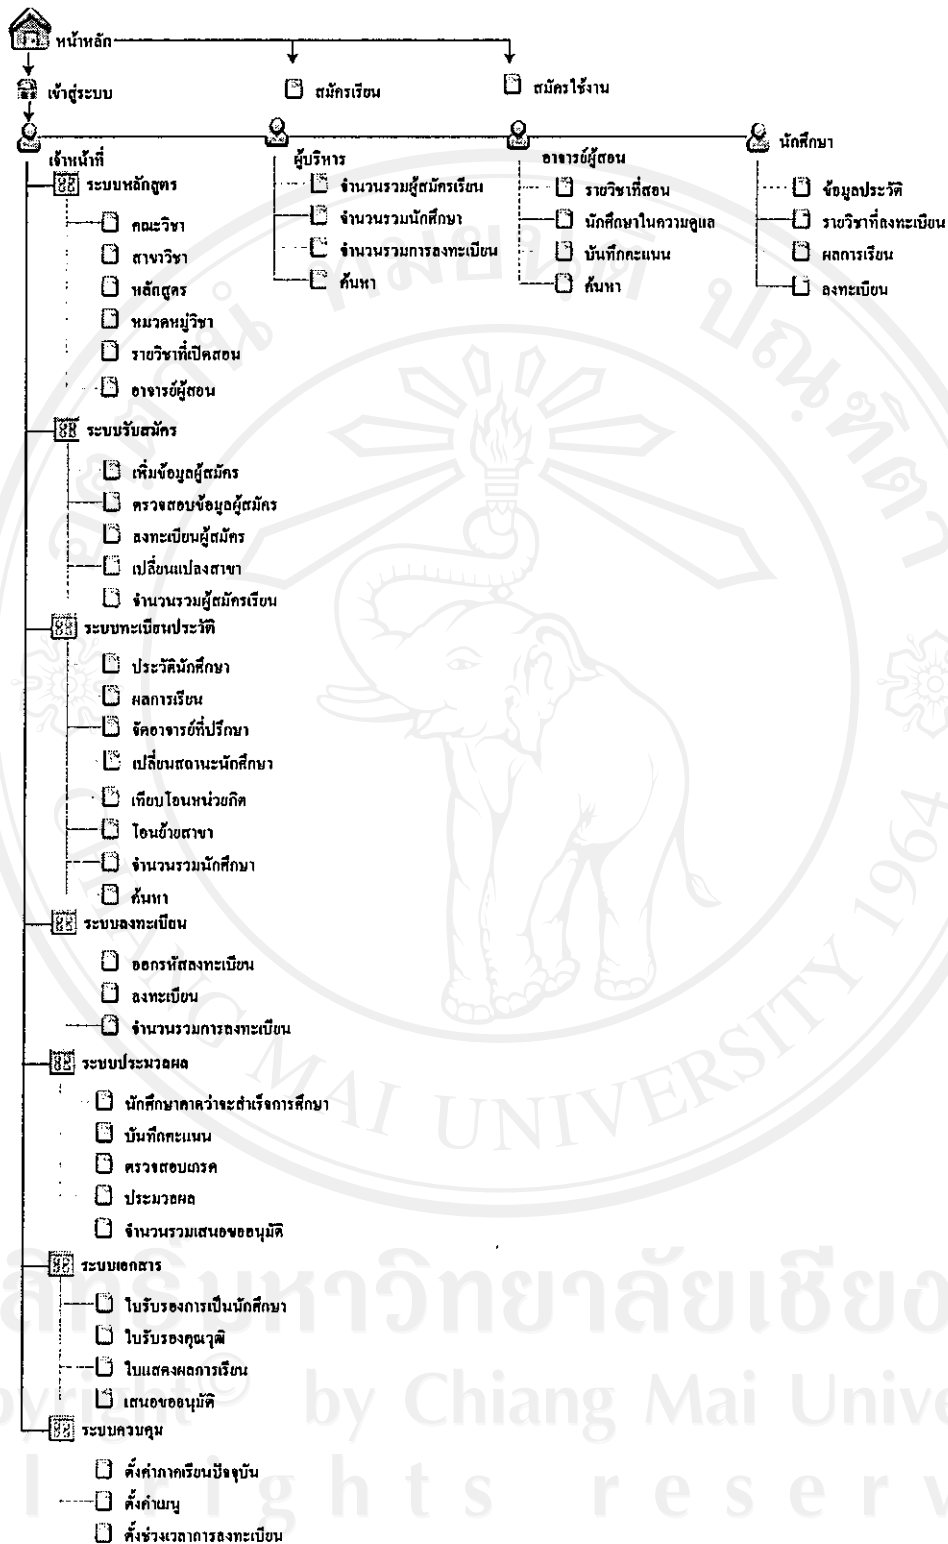 หน้าหลัก
เข้าสู่ระบบ
สมัครเรียน
สมัครใช้งาน
เจ้าหน้าที่
ระบบหลักสูตร
คณะวิชา
สาขาวิชา
หลักสูตร
หมวดหมู่วิชา
รายวิชาที่เปิดสอน
อาจารย์ผู้สอน
ระบบรับสมัคร
เพิ่มข้อมูลผู้สมัคร
ตรวจสอบข้อมูลผู้สมัคร
ลงทะเบียนผู้สมัคร
เปลี่ยนแปลงสาขา
จำนวนรวมผู้สมัครเรียน
ระบบทะเบียนประวัติ
ประวัตินักศึกษา
ผลการเรียน
จัดอาจารย์ที่ปรึกษา
เปลี่ยนสถานะนักศึกษา
เทียบโอนหน่วยกิต
โอนย้ายสาขา
จำนวนรวมนักศึกษา
ค้นหา
ระบบลงทะเบียน
ออกรหัสลงทะเบียน
ลงทะเบียน
จำนวนรวมการลงทะเบียน
ระบบประมวลผล
นักศึกษาคาดว่าจะสำเร็จการศึกษา
บันทึกคะแนน
ตรวจสอบเกรด
ประมวลผล
จำนวนรวมเสนอขออนุมัติ
ระบบเอกสาร
ใบรับรองการเป็นนักศึกษา
ใบรับรองคุณวุฒิ
ใบแสดงผลการเรียน
เสนอขออนุมัติ
ระบบควบคุม
ตั้งค่าภาคเรียนปัจจุบัน
ตั้งค่าเมนู
ตั้งช่วงเวลาการลงทะเบียน
ผู้บริหาร
จำนวนรวมผู้สมัครเรียน
จำนวนรวมนักศึกษา
จำนวนรวมการลงทะเบียน
ค้นหา
อาจารย์ผู้สอน
รายวิชาที่สอน
นักศึกษาในความดูแล
บันทึกคะแนน
ค้นหา
นักศึกษา
ข้อมูลประวัติ
รายวิชาที่ลงทะเบียน
ผลการเรียน
ลงทะเบียน
CHIANG MAI UNIVERSITY 1964
by Chiang Mai
rights